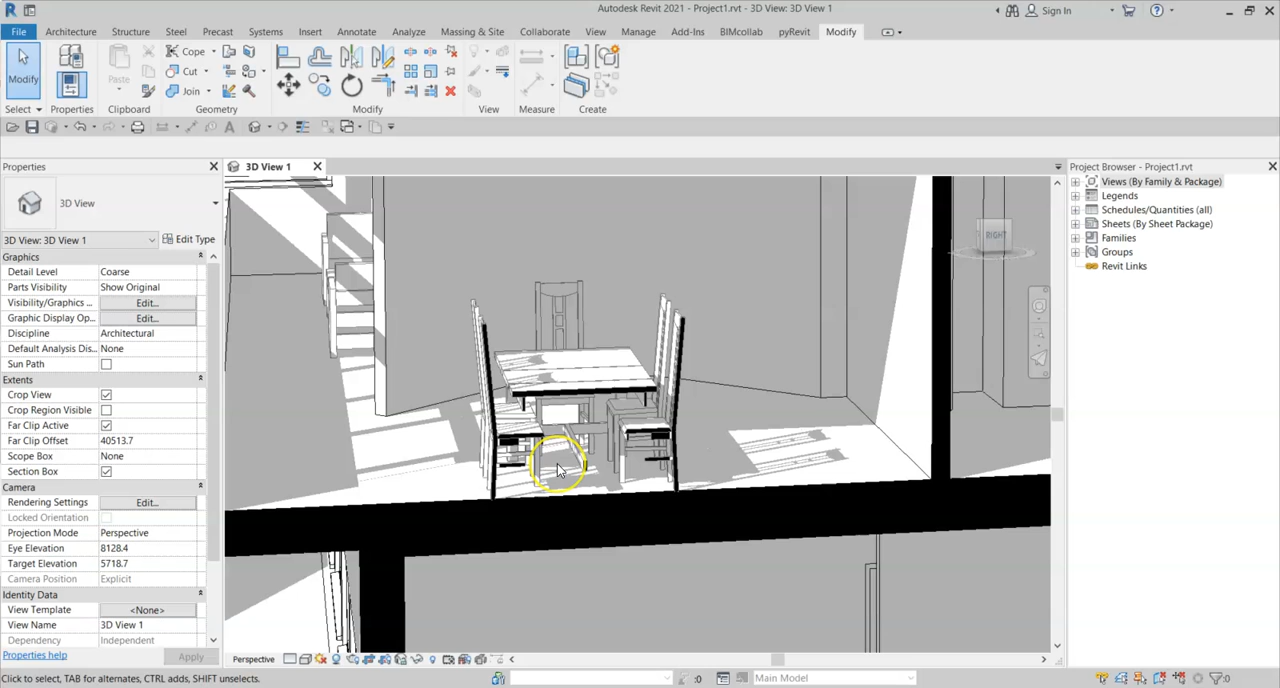 Autodesk Revit 2021 - Project1.rvt - 3D View: 3D View 1
Sign In
File Architecture Structure Steel Precast Systems Insert Annotate Analyze Massing & Site Collaborate View Manage Add-Ins BIMcollab pyRevit Modify
Cope
Modify
Paste
Cut
Join
Select Properties Clipboard Geometry Modify View Measure Create
Properties
3D View 1
Project Browser - Project1.rvt
3D View
3D View: 3D View 1
Edit Type
Graphics
Detail Level Coarse
Parts Visibility Show Original
Visibility/Graphics ... Edit...
Graphic Display Op... Edit...
Discipline Architectural
Default Analysis Dis... None
Sun Path
Extents
Crop View
Crop Region Visible
Far Clip Active
Far Clip Offset 40513.7
Scope Box None
Section Box
Camera
Rendering Settings Edit...
Locked Orientation
Projection Mode Perspective
Eye Elevation 8128.4
Target Elevation 5718.7
Camera Position Explicit
Identity Data
View Template <None>
View Name 3D View 1
Dependency Independent
Properties help
Apply
RIGHT
Views (By Family & Package)
Legends
Schedules/Quantities (all)
Sheets (By Sheet Package)
Families
Groups
Revit Links
Perspective
Click to select, TAB for alternates, CTRL adds, SHIFT unselects.
:0
Main Model
:0